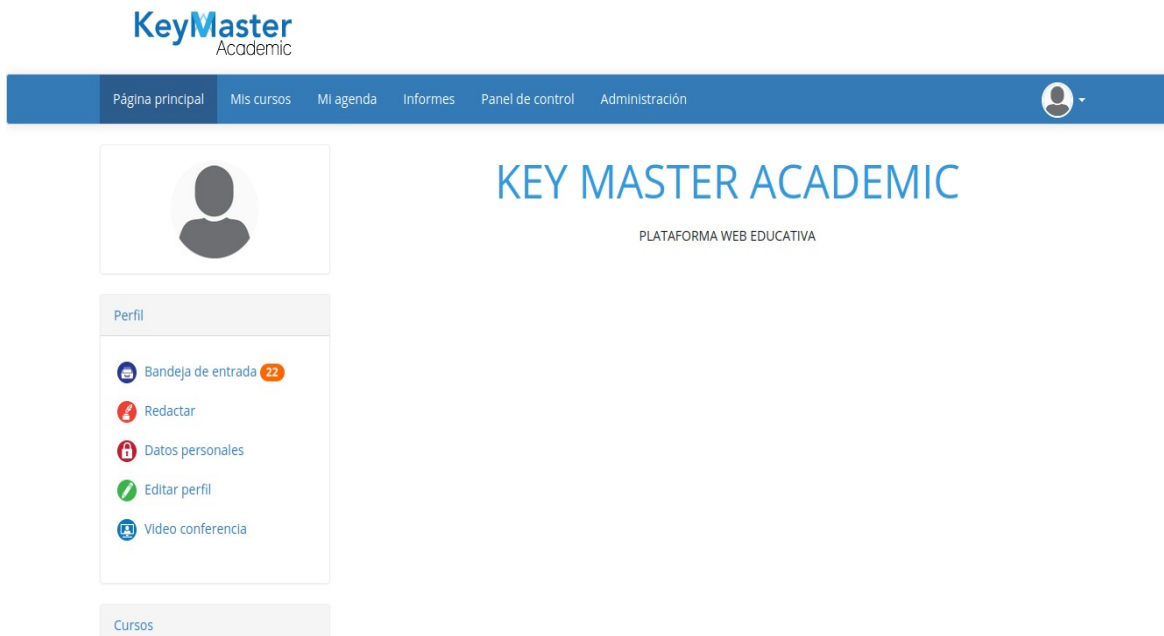 KeyMaster
Academic
Página principal Mis cursos Mi agenda Informes Panel de control Administración
KEY MASTER ACADEMIC
PLATAFORMA WEB EDUCATIVA
Perfil
Bandeja de entrada 22
Redactar
Datos personales
Editar perfil
Video conferencia
Cursos